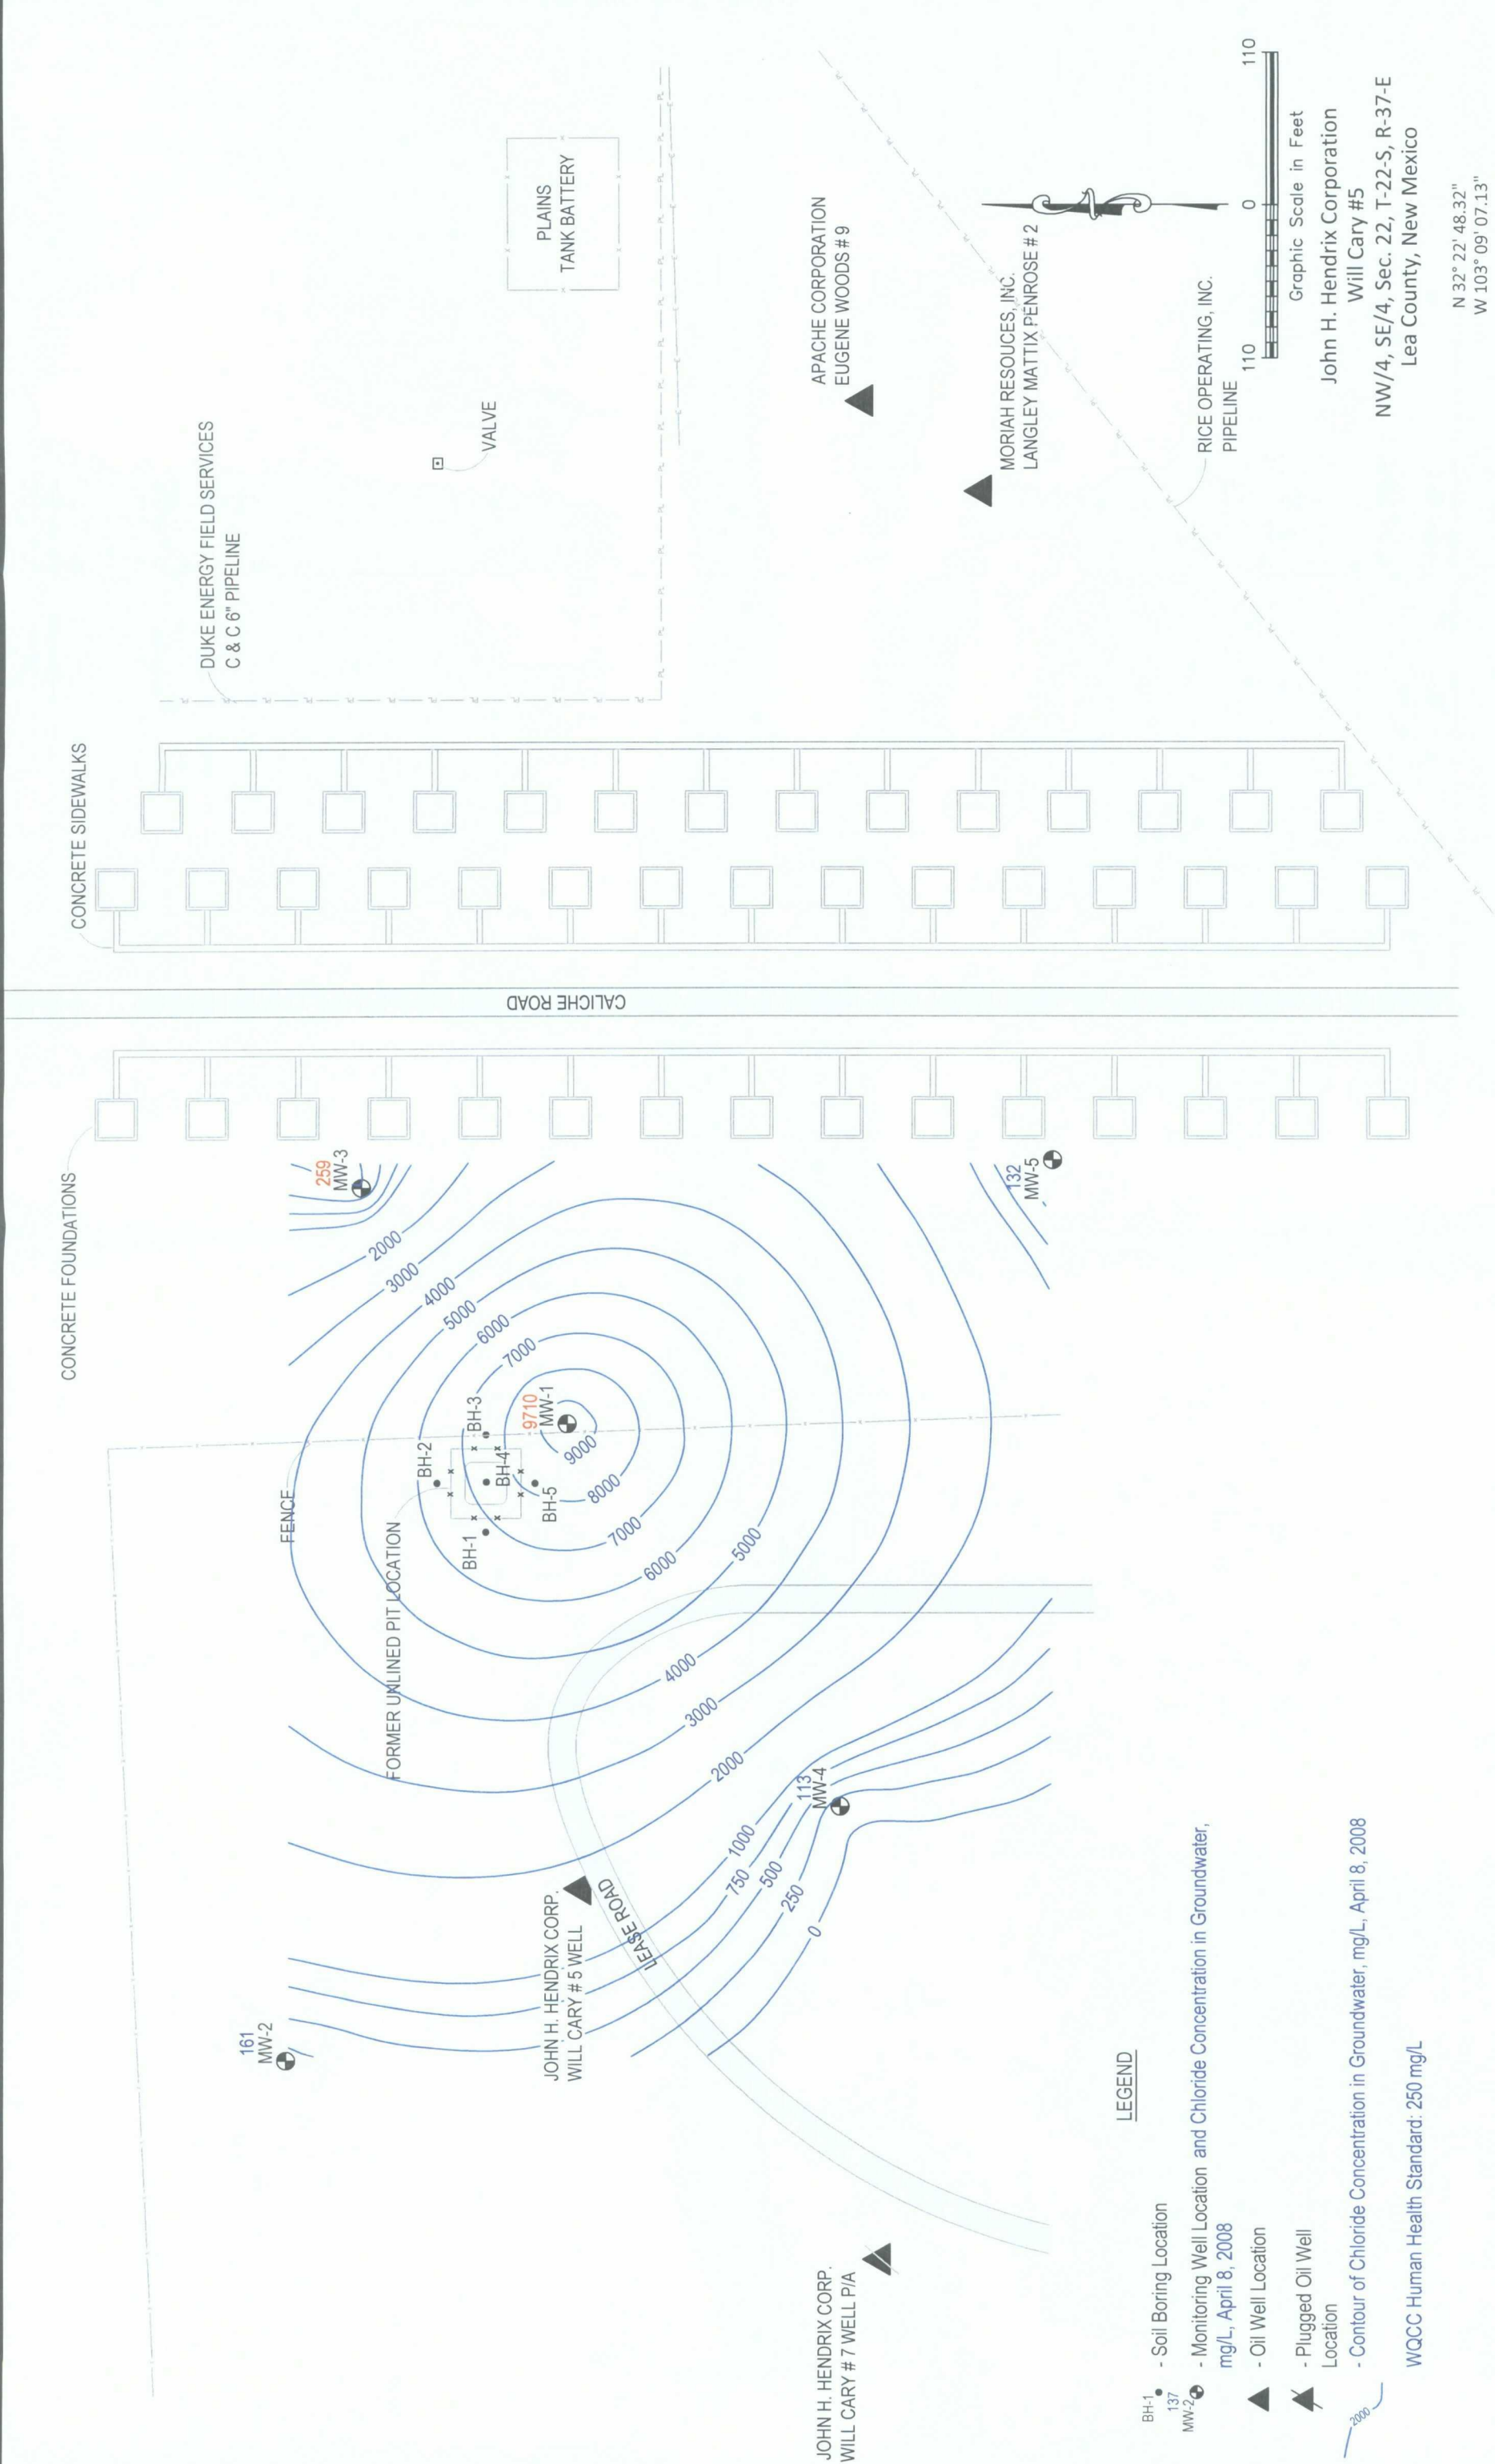 CONCRETE FOUNDATIONS
CONCRETE SIDEWALKS
DUKE ENERGY FIELD SERVICES
C & C 6" PIPELINE
VALVE
PLAINS
TANK BATTERY
CALICHE ROAD
161
MW-2
FENCE
259
MW-3
2000
3000
4000
5000
6000
7000
FORMER UNLINED PIT LOCATION
BH-2
BH-1
BH-3
BH-4
BH-5
9710
MW-1
9000
8000
7000
6000
5000
4000
3000
2000
1000
750
500
250
0
113
MW-4
132
MW-5
JOHN H. HENDRIX CORP.
WILL CARY # 5 WELL
LEASE ROAD
JOHN H. HENDRIX CORP.
WILL CARY # 7 WELL P/A
APACHE CORPORATION
EUGENE WOODS # 9
MORIAH RESOUCES, INC.
LANGLEY MATTIX PENROSE # 2
RICE OPERATING, INC.
PIPELINE
LEGEND
BH-1
- Soil Boring Location
137
MW-2
- Monitoring Well Location and Chloride Concentration in Groundwater,
mg/L, April 8, 2008
- Oil Well Location
- Plugged Oil Well
Location
2000
- Contour of Chloride Concentration in Groundwater, mg/L, April 8, 2008
WQCC Human Health Standard: 250 mg/L
110
0
110
Graphic Scale in Feet
John H. Hendrix Corporation
Will Cary #5
NW/4, SE/4, Sec. 22, T-22-S, R-37-E
Lea County, New Mexico
N 32° 22' 48.32"
W 103° 09' 07.13"